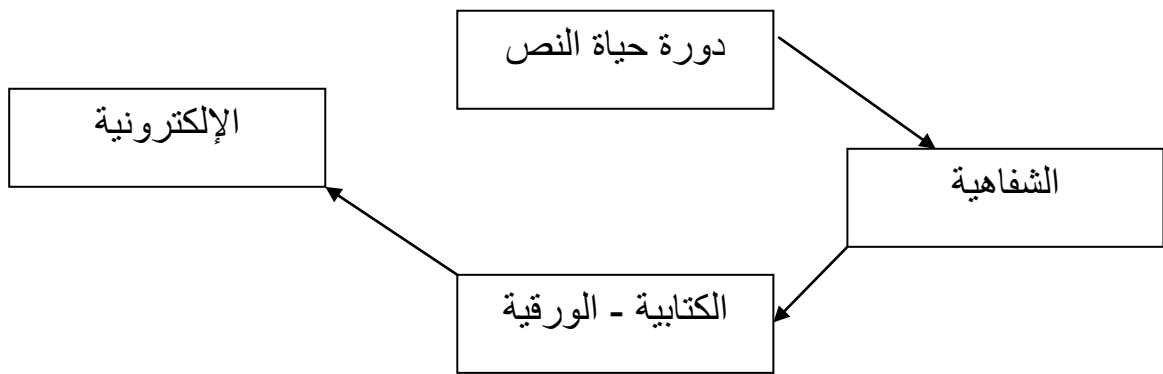 دورة حياة النص
الشفاهية
الكتابية - الورقية
الإلكترونية